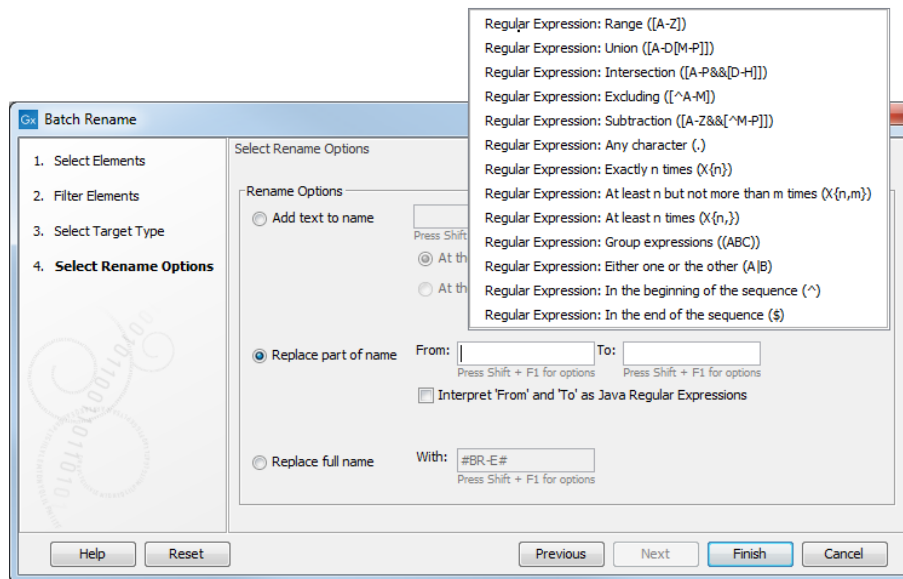 Regular Expression: Range ([A-Z])
Regular Expression: Union ([A-D[M-P]])
Regular Expression: Intersection ([A-P&&[D-H]])
Regular Expression: Excluding ([^A-M])
Regular Expression: Subtraction ([A-Z&&[^M-P]])
Regular Expression: Any character (.)
Regular Expression: Exactly n times (X{n})
Regular Expression: At least n but not more than m times (X{n,m})
Regular Expression: At least n times (X{n,})
Regular Expression: Group expressions ((ABC))
Regular Expression: Either one or the other (A|B)
Regular Expression: In the beginning of the sequence (^)
Regular Expression: In the end of the sequence ($)
Gx Batch Rename
1. Select Elements
2. Filter Elements
3. Select Target Type
4. Select Rename Options
Select Rename Options
Rename Options
Add text to name
Press Shift
At the
At the
Replace part of name From: To:
Press Shift + F1 for options Press Shift + F1 for options
Interpret 'From' and 'To' as Java Regular Expressions
Replace full name With: #BR-E#
Press Shift + F1 for options
Help Reset Previous Next Finish Cancel